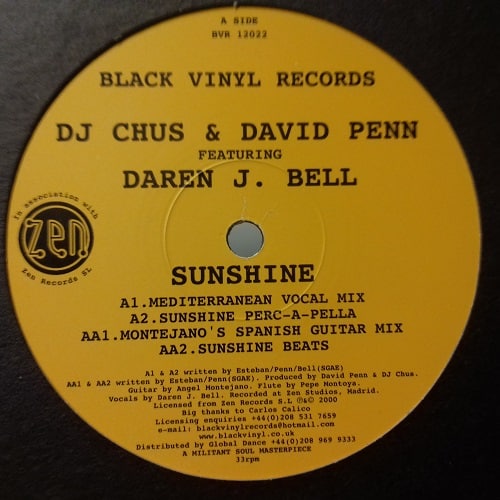 A SIDE
BVR 12022
BLACK VINYL RECORDS
DJ CHUS & DAVID PENN
FEATURING
DAREN J. BELL
In association with
zen
Zen Records SL
SUNSHINE
A1.MEDITERRANEAN VOCAL MIX
A2.SUNSHINE PERC-A-PELLA
AA1.MONTEJANO'S SPANISH GUITAR MIX
AA2.SUNSHINE BEATS
A1 & A2 written by Esteban/Penn/Bell(SGAE)
AA1 & AA2 written by Esteban/Penn(SGAE). Produced by David Penn & DJ Chus.
Guitar by Angel Montejano. Flute by Pepe Montoya.
Vocals by Daren J. Bell. Recorded at Zen Studios, Madrid.
Licensed from Zen Records S.L ℗&© 2000
Big thanks to Carlos Calico
Licensing enquiries +44(0)208 531 7659
e-mail: blackvinylrecords@hotmail.com
www.blackvinyl.co.uk
Distributed by Global Dance +44(0)208 969 9333
A MILITANT SOUL MASTERPIECE
33rpm